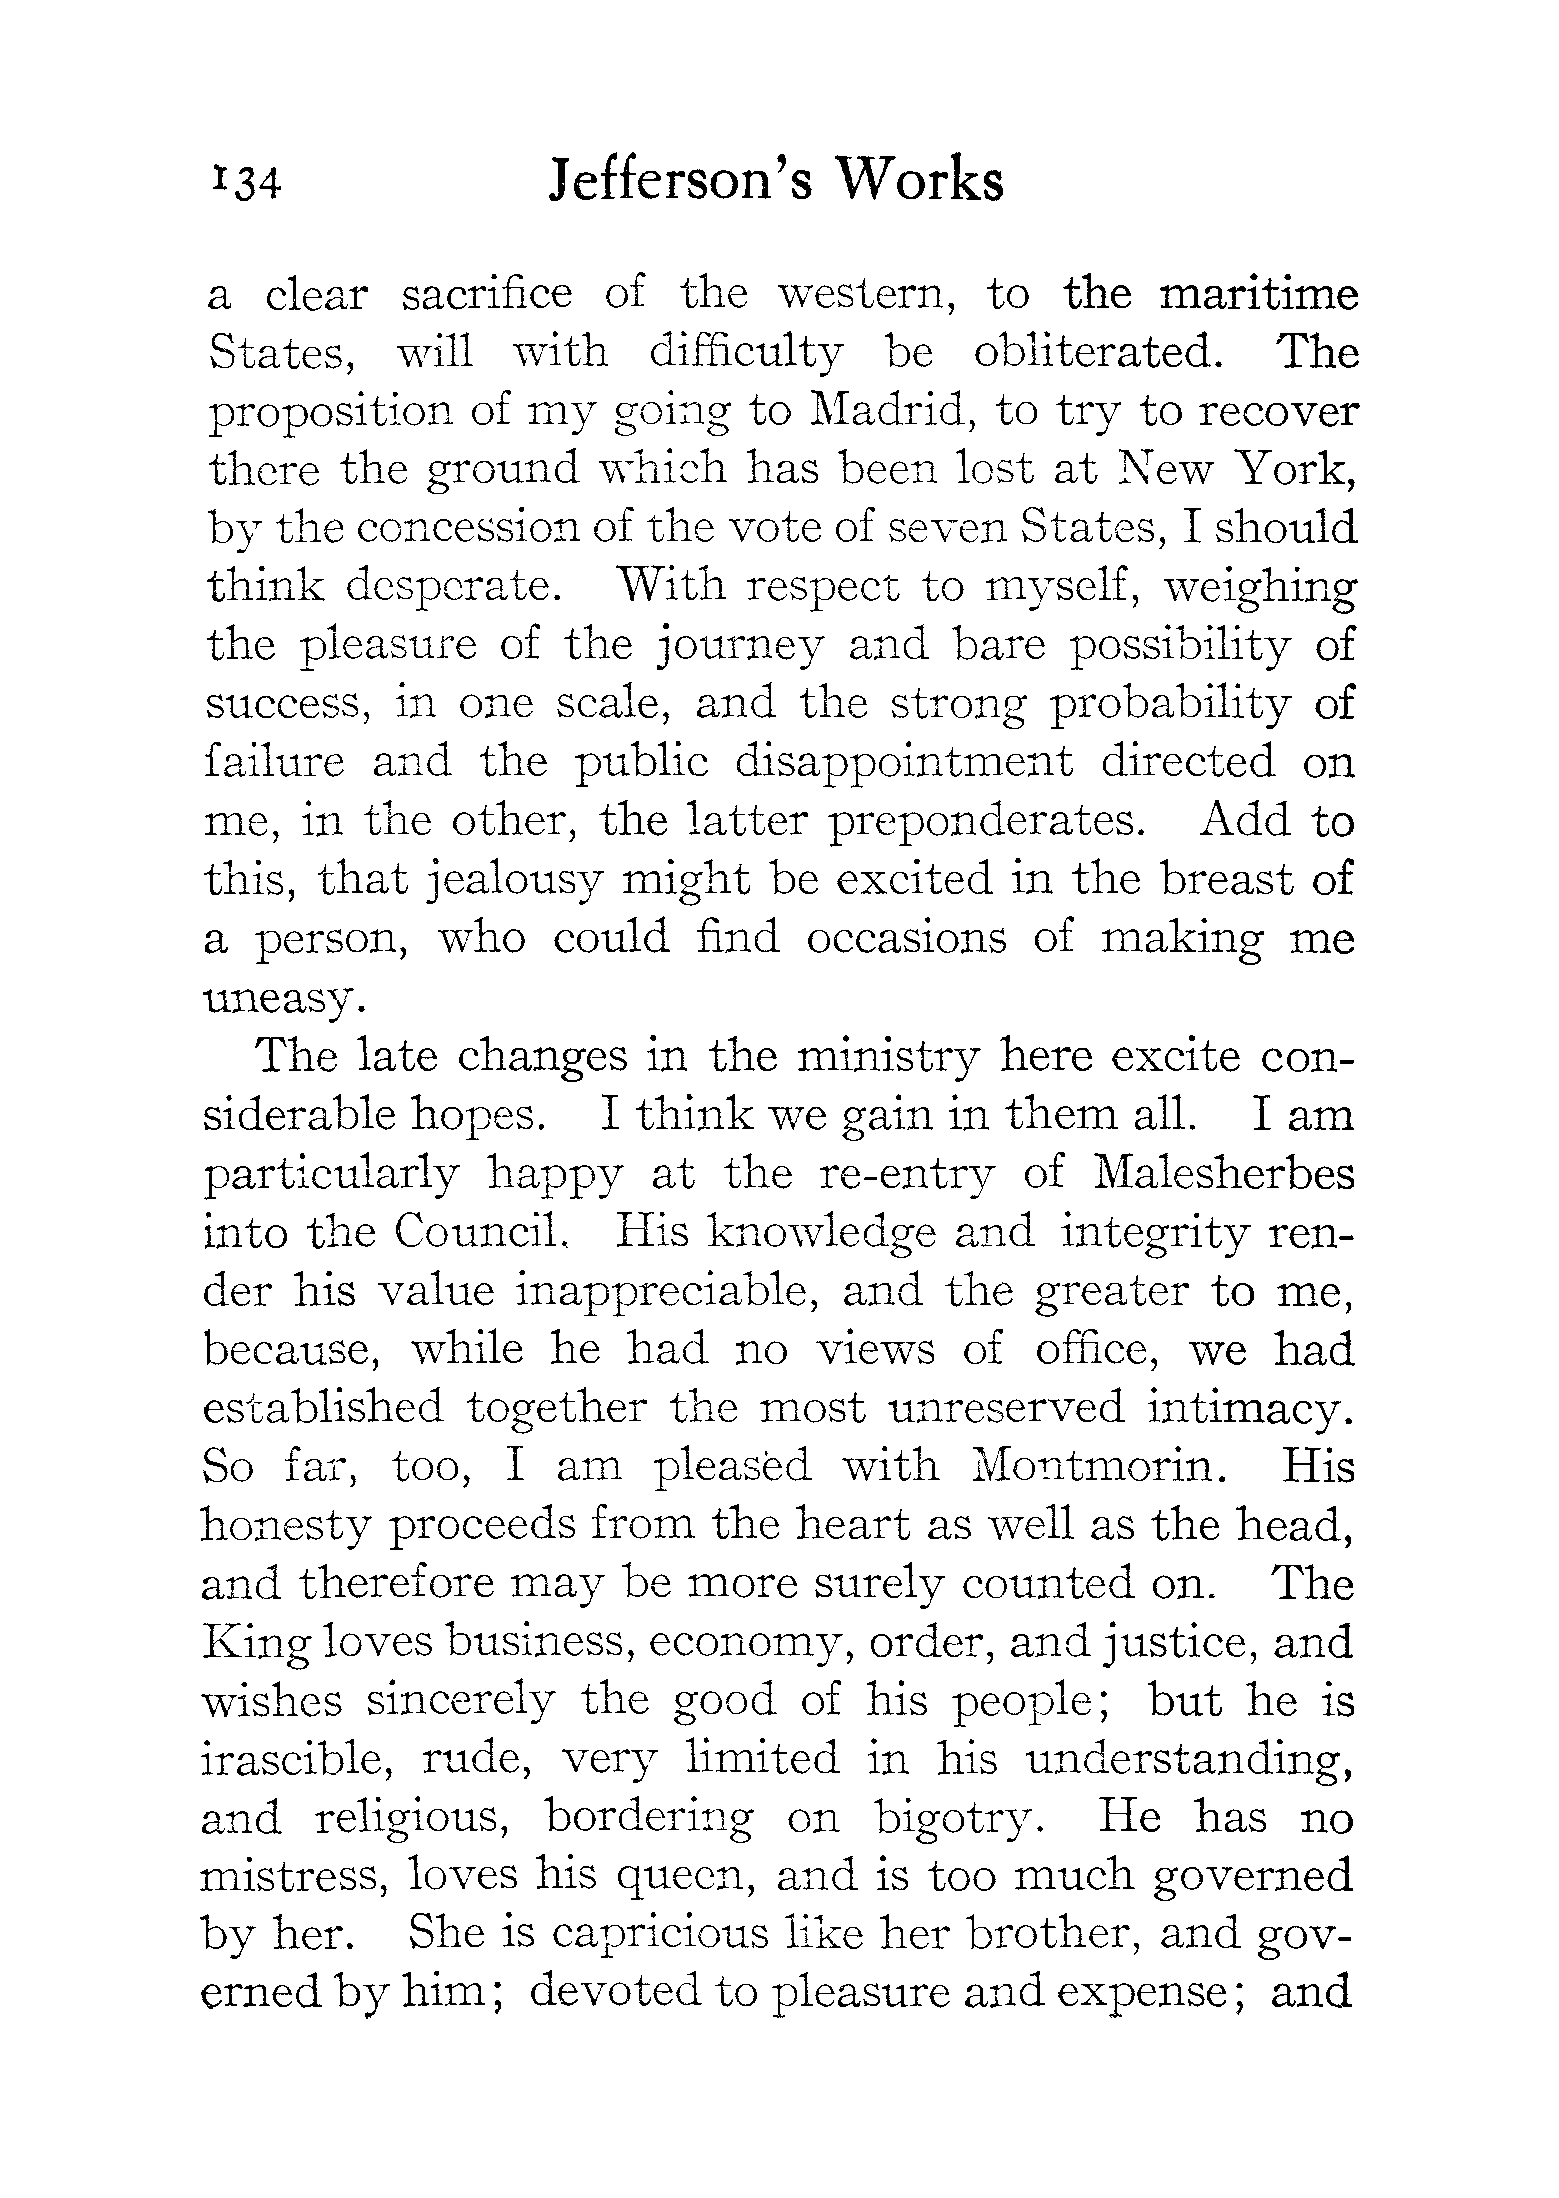 134 Jefferson's Works
a clear sacrifice of the western, to the maritime
States, will with difficulty be obliterated. The
proposition of my going to Madrid, to try to recover
there the ground which has been lost at New York,
by the concession of the vote of seven States, I should
think desperate. With respect to myself, weighing
the pleasure of the journey and bare possibility of
success, in one scale, and the strong probability of
failure and the public disappointment directed on
me, in the other, the latter preponderates. Add to
this, that jealousy might be excited in the breast of
a person, who could find occasions of making me
uneasy.
The late changes in the ministry here excite con-
siderable hopes. I think we gain in them all. I am
particularly happy at the re-entry of Malesherbes
into the Council. His knowledge and integrity ren-
der his value inappreciable, and the greater to me,
because, while he had no views of office, we had
established together the most unreserved intimacy.
So far, too, I am pleased with Montmorin. His
honesty proceeds from the heart as well as the head,
and therefore may be more surely counted on. The
King loves business, economy, order, and justice, and
wishes sincerely the good of his people; but he is
irascible, rude, very limited in his understanding,
and religious, bordering on bigotry. He has no
mistress, loves his queen, and is too much governed
by her. She is capricious like her brother, and gov-
erned by him; devoted to pleasure and expense; and